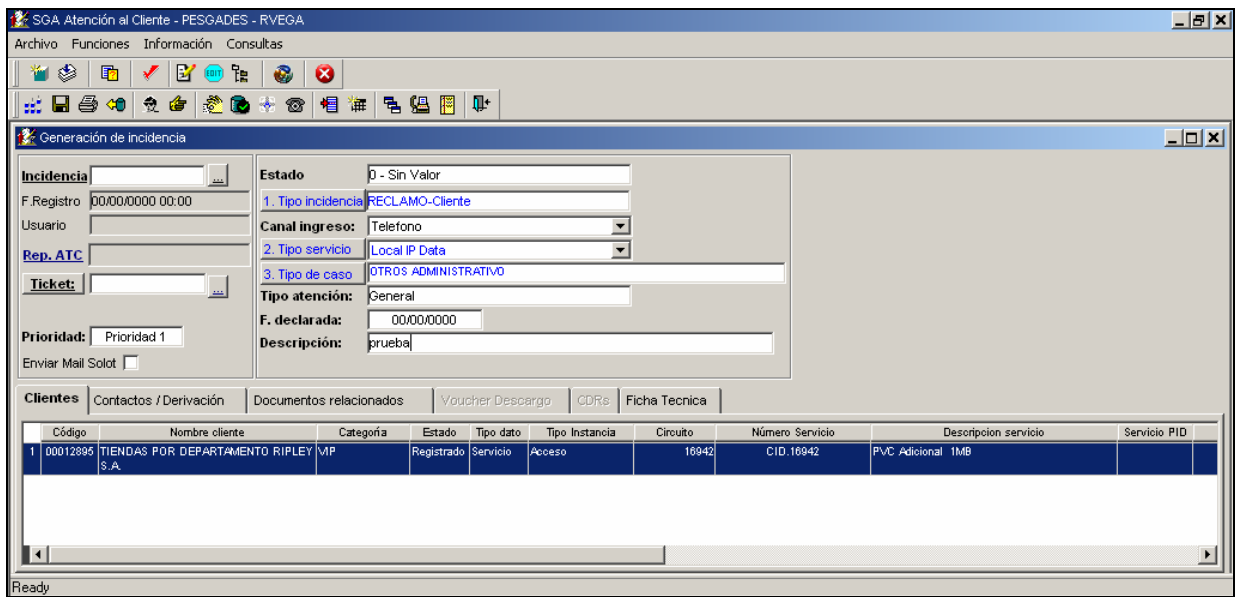 SGA Atención al Cliente - PESGADES - RVEGA
Archivo Funciones Información Consultas
EDIT
Generación de incidencia
Incidencia ...
F.Registro 00/00/0000 00:00
Usuario
Rep. ATC
Ticket: ...
Prioridad: Prioridad 1
Enviar Mail Solot
Estado 0 - Sin Valor
1. Tipo incidencia RECLAMO-Cliente
Canal ingreso: Telefono
2. Tipo servicio Local IP Data
3. Tipo de caso OTROS ADMINISTRATIVO
Tipo atención: General
F. declarada: 00/00/0000
Descripción: prueba
Clientes Contactos / Derivación Documentos relacionados Voucher Descargo CDRs Ficha Tecnica
Código Nombre cliente Categoría Estado Tipo dato Tipo Instancia Circuito Número Servicio Descripcion servicio Servicio PID
1 00012895 TIENDAS POR DEPARTAMENTO RIPLEY VIP Registrado Servicio Acceso 16942 CID.16942 PVC Adicional 1MB
S.A.
Ready